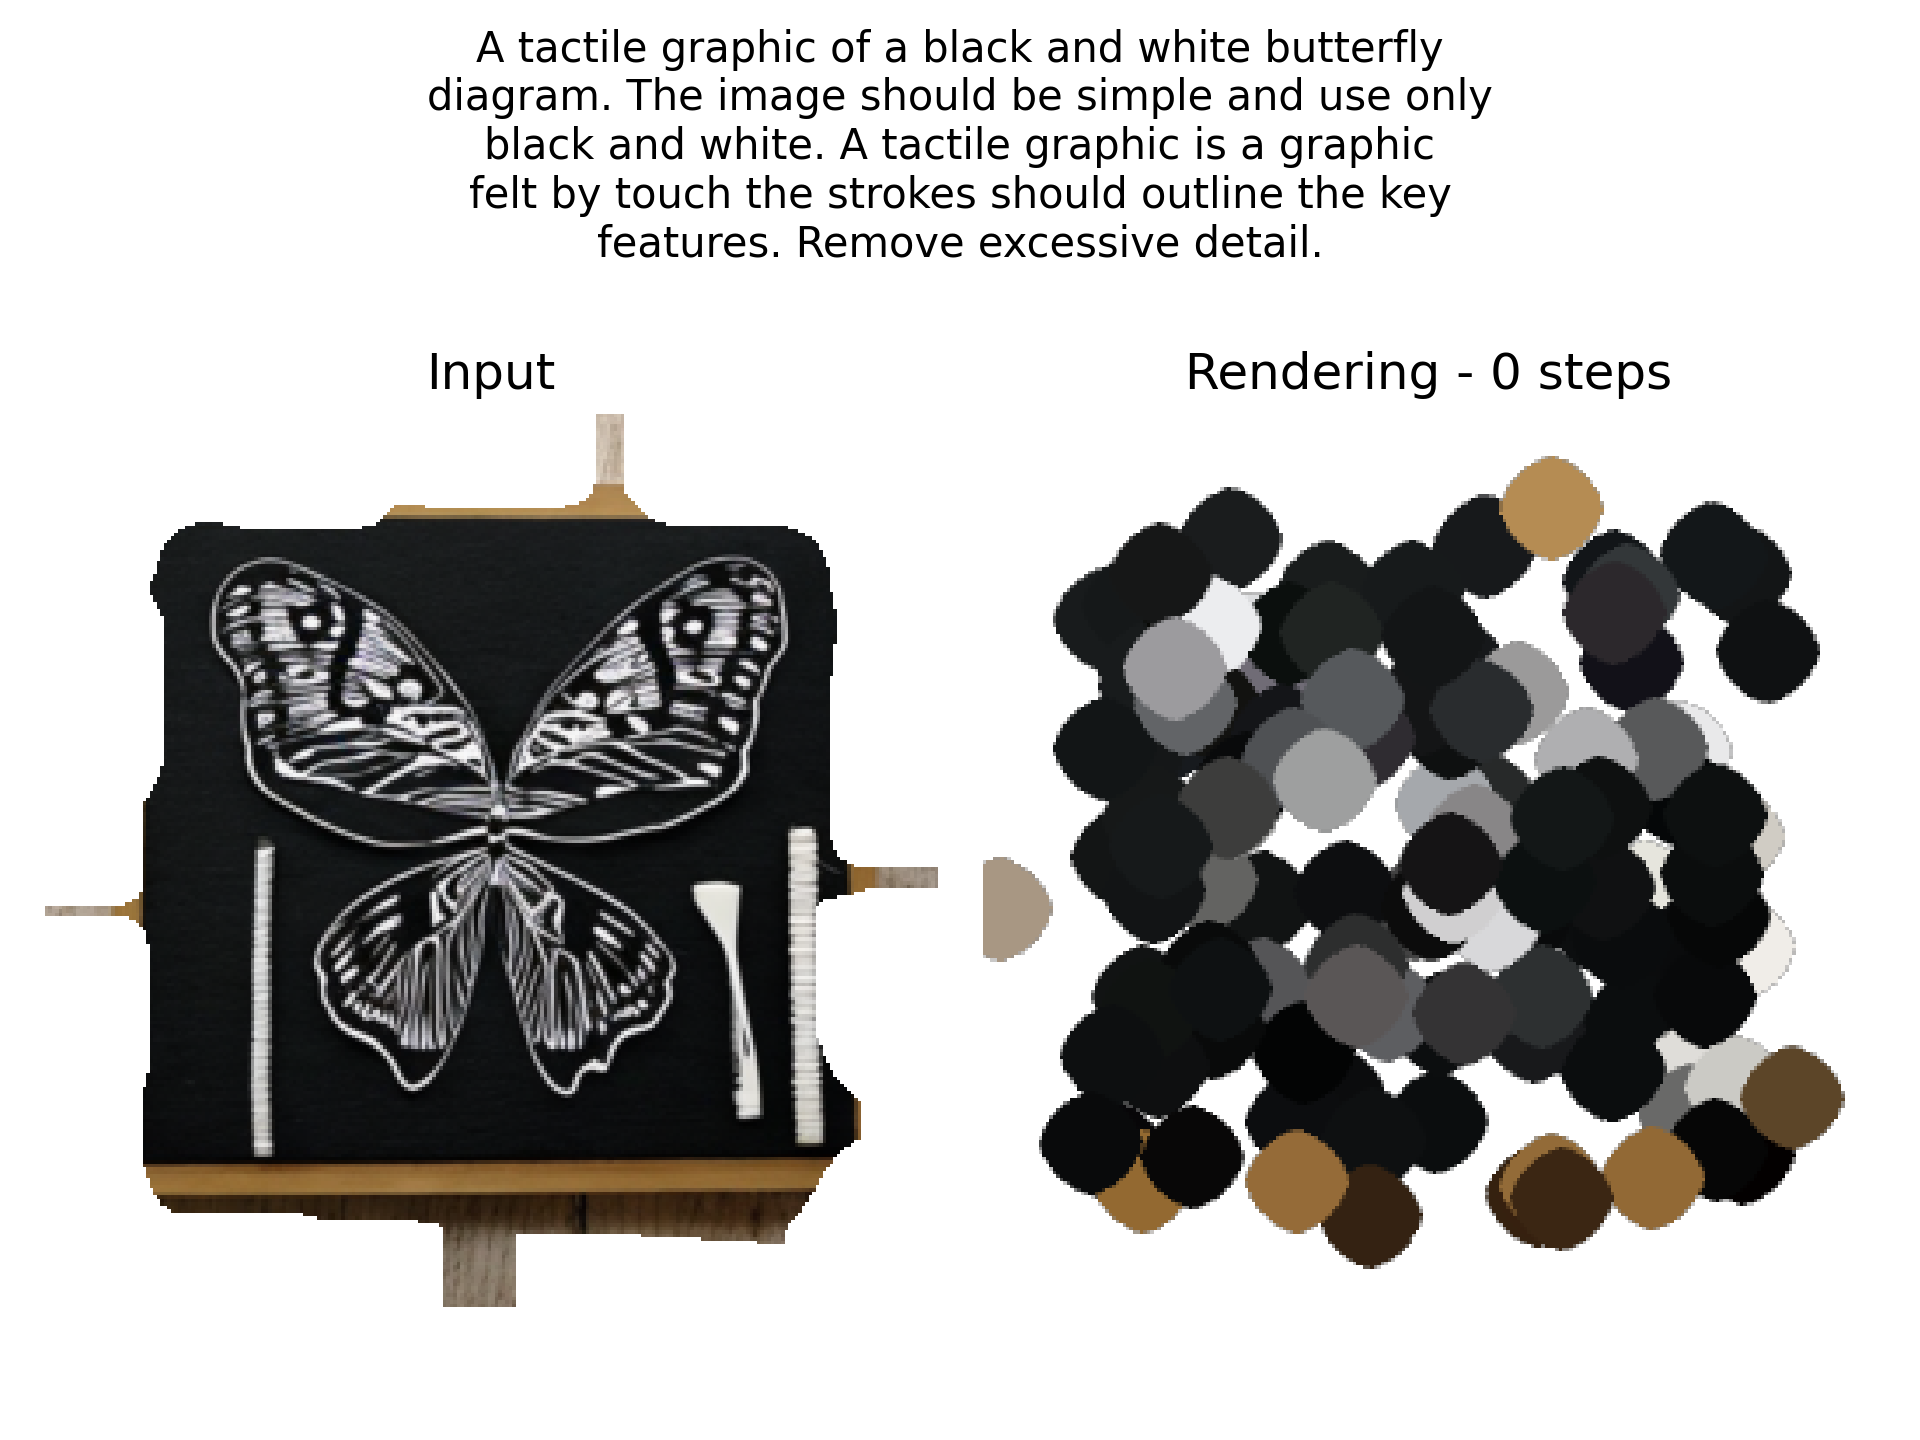 A tactile graphic of a black and white butterfly
diagram. The image should be simple and use only
black and white. A tactile graphic is a graphic
felt by touch the strokes should outline the key
features. Remove excessive detail.
Input
Rendering - 0 steps